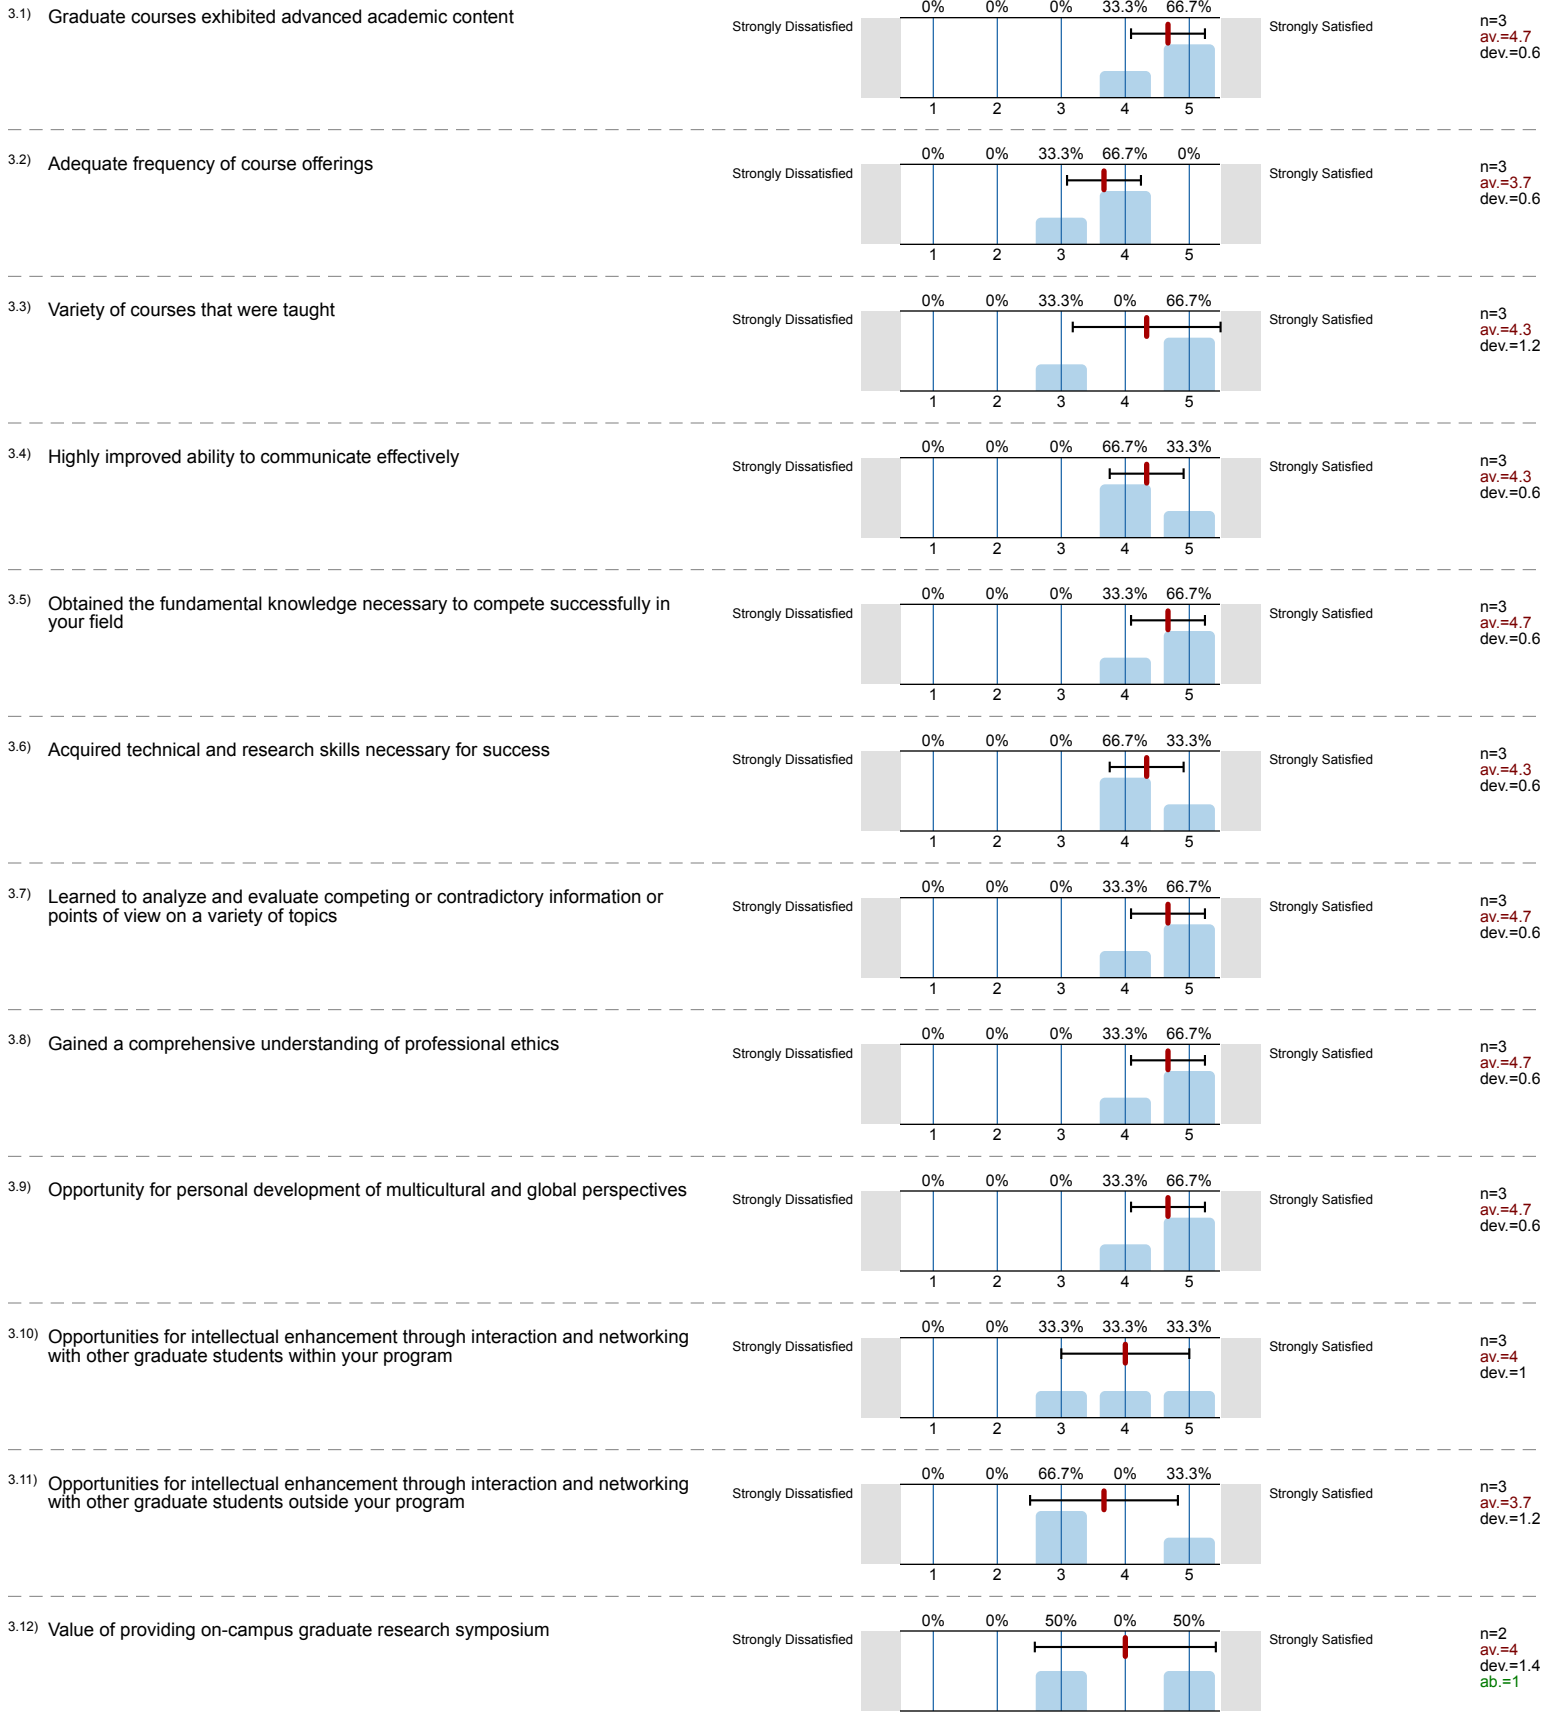 3.1) Graduate courses exhibited advanced academic content
Strongly Dissatisfied
0% 0% 0% 33.3% 66.7%
1 2 3 4 5
Strongly Satisfied
n=3
av.=4.7
dev.=0.6
3.2) Adequate frequency of course offerings
Strongly Dissatisfied
0% 0% 33.3% 66.7% 0%
1 2 3 4 5
Strongly Satisfied
n=3
av.=3.7
dev.=0.6
3.3) Variety of courses that were taught
Strongly Dissatisfied
0% 0% 33.3% 0% 66.7%
1 2 3 4 5
Strongly Satisfied
n=3
av.=4.3
dev.=1.2
3.4) Highly improved ability to communicate effectively
Strongly Dissatisfied
0% 0% 0% 66.7% 33.3%
1 2 3 4 5
Strongly Satisfied
n=3
av.=4.3
dev.=0.6
3.5) Obtained the fundamental knowledge necessary to compete successfully in
your field
Strongly Dissatisfied
0% 0% 0% 33.3% 66.7%
1 2 3 4 5
Strongly Satisfied
n=3
av.=4.7
dev.=0.6
3.6) Acquired technical and research skills necessary for success
Strongly Dissatisfied
0% 0% 0% 66.7% 33.3%
1 2 3 4 5
Strongly Satisfied
n=3
av.=4.3
dev.=0.6
3.7) Learned to analyze and evaluate competing or contradictory information or
points of view on a variety of topics
Strongly Dissatisfied
0% 0% 0% 33.3% 66.7%
1 2 3 4 5
Strongly Satisfied
n=3
av.=4.7
dev.=0.6
3.8) Gained a comprehensive understanding of professional ethics
Strongly Dissatisfied
0% 0% 0% 33.3% 66.7%
1 2 3 4 5
Strongly Satisfied
n=3
av.=4.7
dev.=0.6
3.9) Opportunity for personal development of multicultural and global perspectives
Strongly Dissatisfied
0% 0% 0% 33.3% 66.7%
1 2 3 4 5
Strongly Satisfied
n=3
av.=4.7
dev.=0.6
3.10) Opportunities for intellectual enhancement through interaction and networking
with other graduate students within your program
Strongly Dissatisfied
0% 0% 33.3% 33.3% 33.3%
1 2 3 4 5
Strongly Satisfied
n=3
av.=4
dev.=1
3.11) Opportunities for intellectual enhancement through interaction and networking
with other graduate students outside your program
Strongly Dissatisfied
0% 0% 66.7% 0% 33.3%
1 2 3 4 5
Strongly Satisfied
n=3
av.=3.7
dev.=1.2
3.12) Value of providing on-campus graduate research symposium
Strongly Dissatisfied
0% 0% 50% 0% 50%
Strongly Satisfied
n=2
av.=4
dev.=1.4
ab.=1